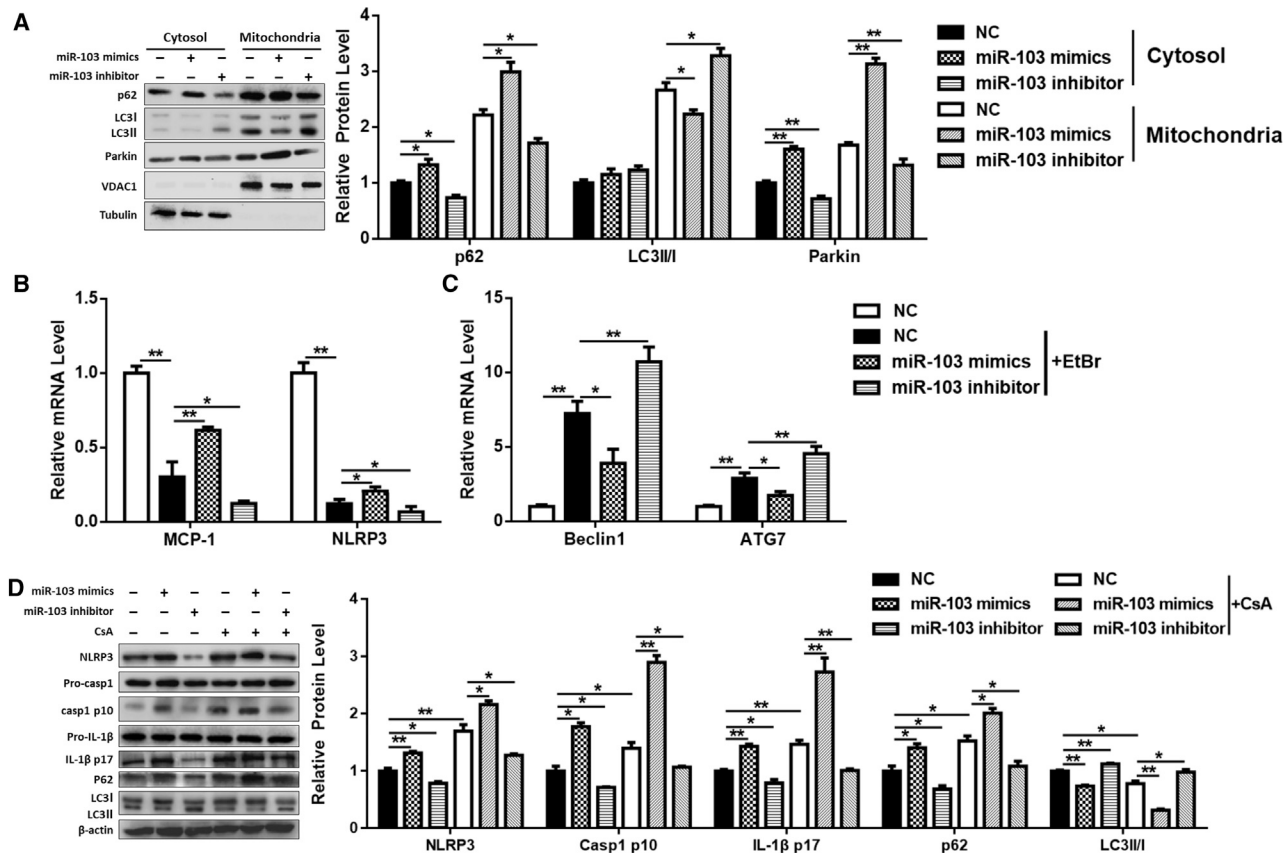 A
Cytosol Mitochondria
miR-103 mimics – + – – + –
miR-103 inhibitor – – + – – +
p62
LC3Ⅰ
LC3ⅠⅠ
Parkin
VDAC1
Tubulin
Relative Protein Level
4
3
2
1
0
* * * * * * ** ** ** **
p62 LC3II/I Parkin
NC
miR-103 mimics
miR-103 inhibitor
Cytosol
NC
miR-103 mimics
miR-103 inhibitor
Mitochondria
B
Relative mRNA Level
1.5
1.0
0.5
0.0
** ** * ** * *
MCP-1 NLRP3
C
Relative mRNA Level
15
10
5
0
** * ** ** * **
Beclin1 ATG7
NC
NC
miR-103 mimics
miR-103 inhibitor
+EtBr
D
miR-103 mimics – + – – + –
miR-103 inhibitor – – + – – +
CsA – – – + + +
NLRP3
Pro-casp1
casp1 p10
Pro-IL-1β
IL-1β p17
P62
LC3Ⅰ
LC3ⅠⅠ
β-actin
Relative Protein Level
4
3
2
1
0
** * ** * *
* * * ** *
** * ** ** **
* * * * *
** ** * ** *
NLRP3 Casp1 p10 IL-1β p17 p62 LC3II/I
NC
miR-103 mimics
miR-103 inhibitor
NC
miR-103 mimics
miR-103 inhibitor
+CsA